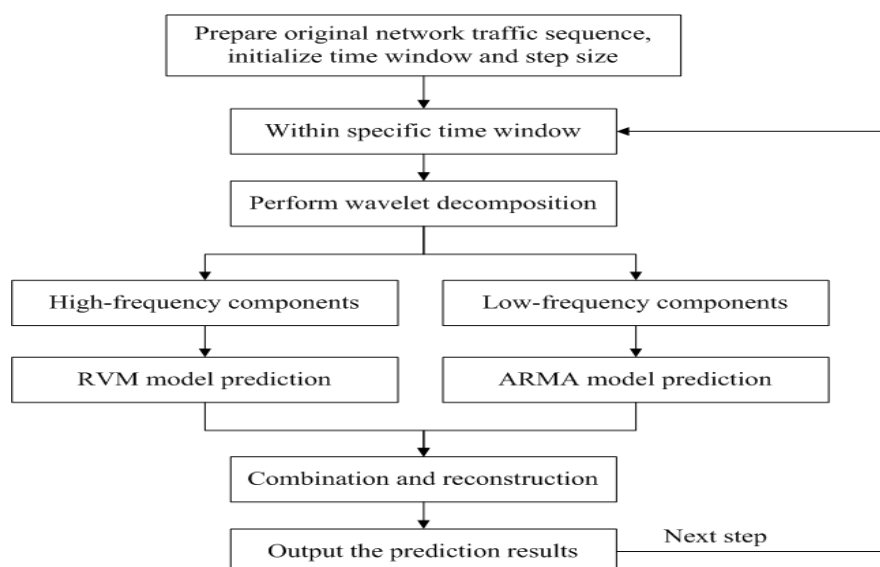 Prepare original network traffic sequence,
initialize time window and step size
Within specific time window
Perform wavelet decomposition
High-frequency components
Low-frequency components
RVM model prediction
ARMA model prediction
Combination and reconstruction
Output the prediction results
Next step